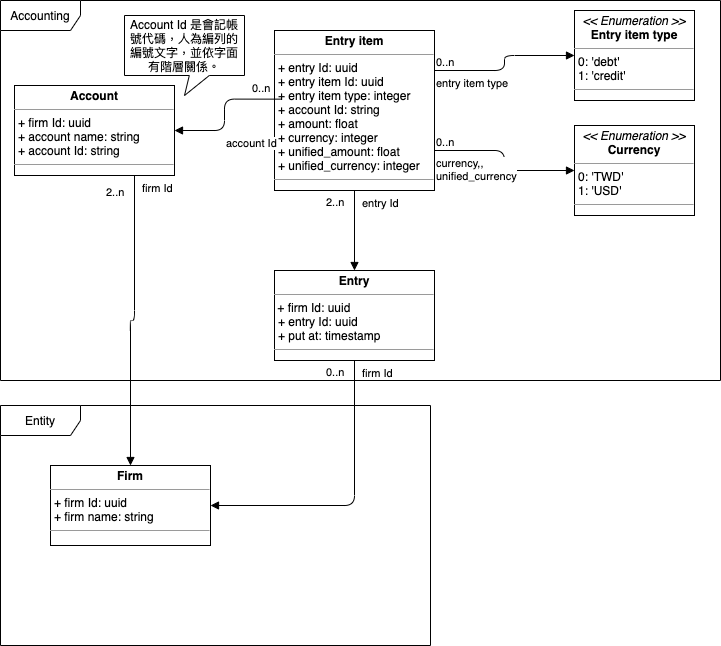 Accounting
Account Id 是會記帳
號代碼，人為編列的
編號文字，並依字面
有階層關係。
Account
+ firm Id: uuid
+ account name: string
+ account Id: string
2..n
firm Id
0..n
account Id
Entry item
+ entry Id: uuid
+ entry item Id: uuid
+ entry item type: integer
+ account Id: string
+ amount: float
+ currency: integer
+ unified_amount: float
+ unified_currency: integer
0..n
entry item type
<< Enumeration >>
Entry item type
0: 'debt'
1: 'credit'
0..n
currency,,
unified_currency
<< Enumeration >>
Currency
0: 'TWD'
1: 'USD'
2..n
entry Id
Entry
+ firm Id: uuid
+ entry Id: uuid
+ put at: timestamp
0..n
firm Id
Entity
Firm
+ firm Id: uuid
+ firm name: string